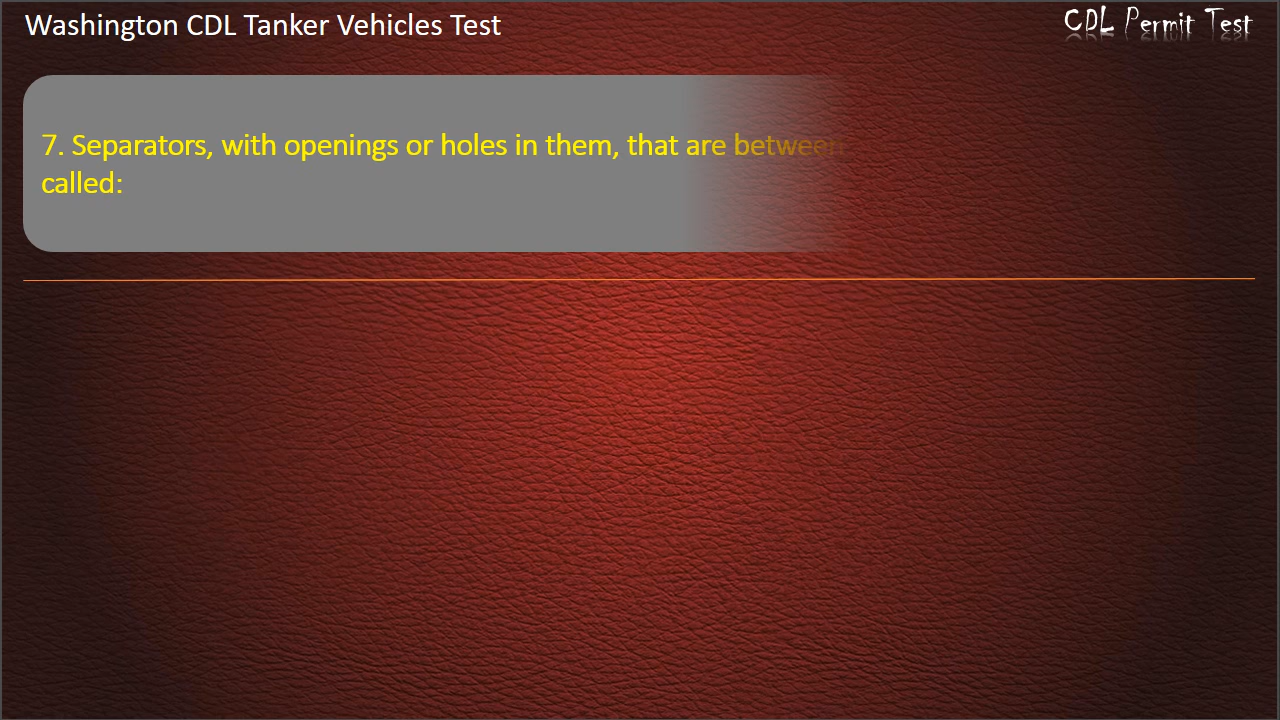 Washington CDL Tanker Vehicles Test
CDL Permit Test
7. Separators, with openings or holes in them, that are between
called: